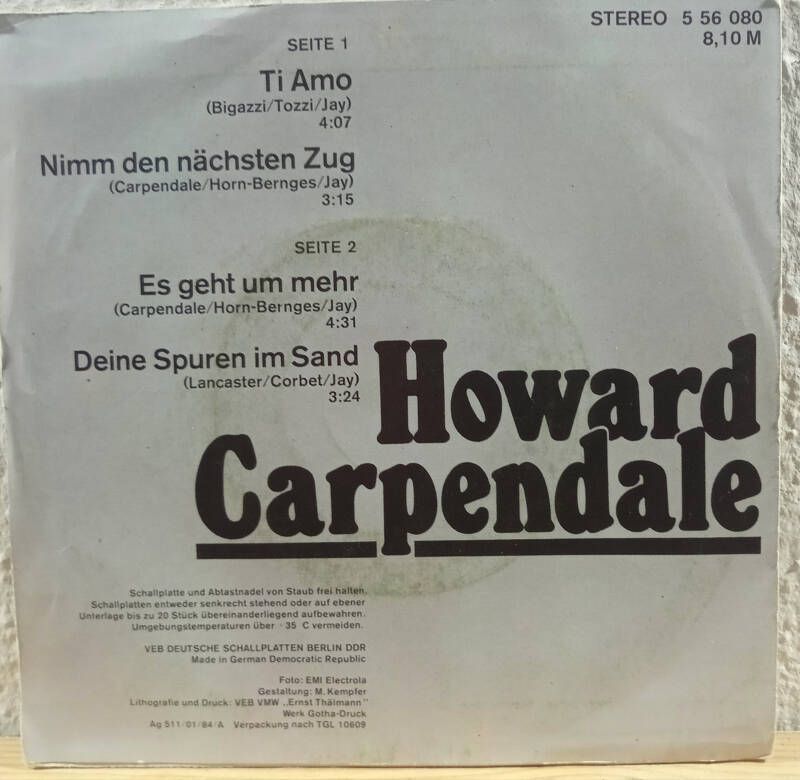 STEREO 5 56 080
8,10 M
SEITE 1
Ti Amo
(Bigazzi/Tozzi/Jay)
4:07
Nimm den nächsten Zug
(Carpendale/Horn-Bernges/Jay)
3:15
SEITE 2
Es geht um mehr
(Carpendale/Horn-Bernges/Jay)
4:31
Deine Spuren im Sand
(Lancaster/Corbet/Jay)
3:24
Howard
Carpendale
Schallplatte und Abtastnadel von Staub frei halten.
Schallplatten entweder senkrecht stehend oder auf ebener
Unterlage bis zu 20 Stück übereinanderliegend aufbewahren.
Umgebungstemperaturen über +35 C vermeiden.
VEB DEUTSCHE SCHALLPLATTEN BERLIN DDR
Made in German Democratic Republic
Foto: EMI Electrola
Gestaltung: M. Kempfer
Lithografie und Druck: VEB VMW „Ernst Thälmann"
Werk Gotha-Druck
Ag 511/01/84/A Verpackung nach TGL 10609